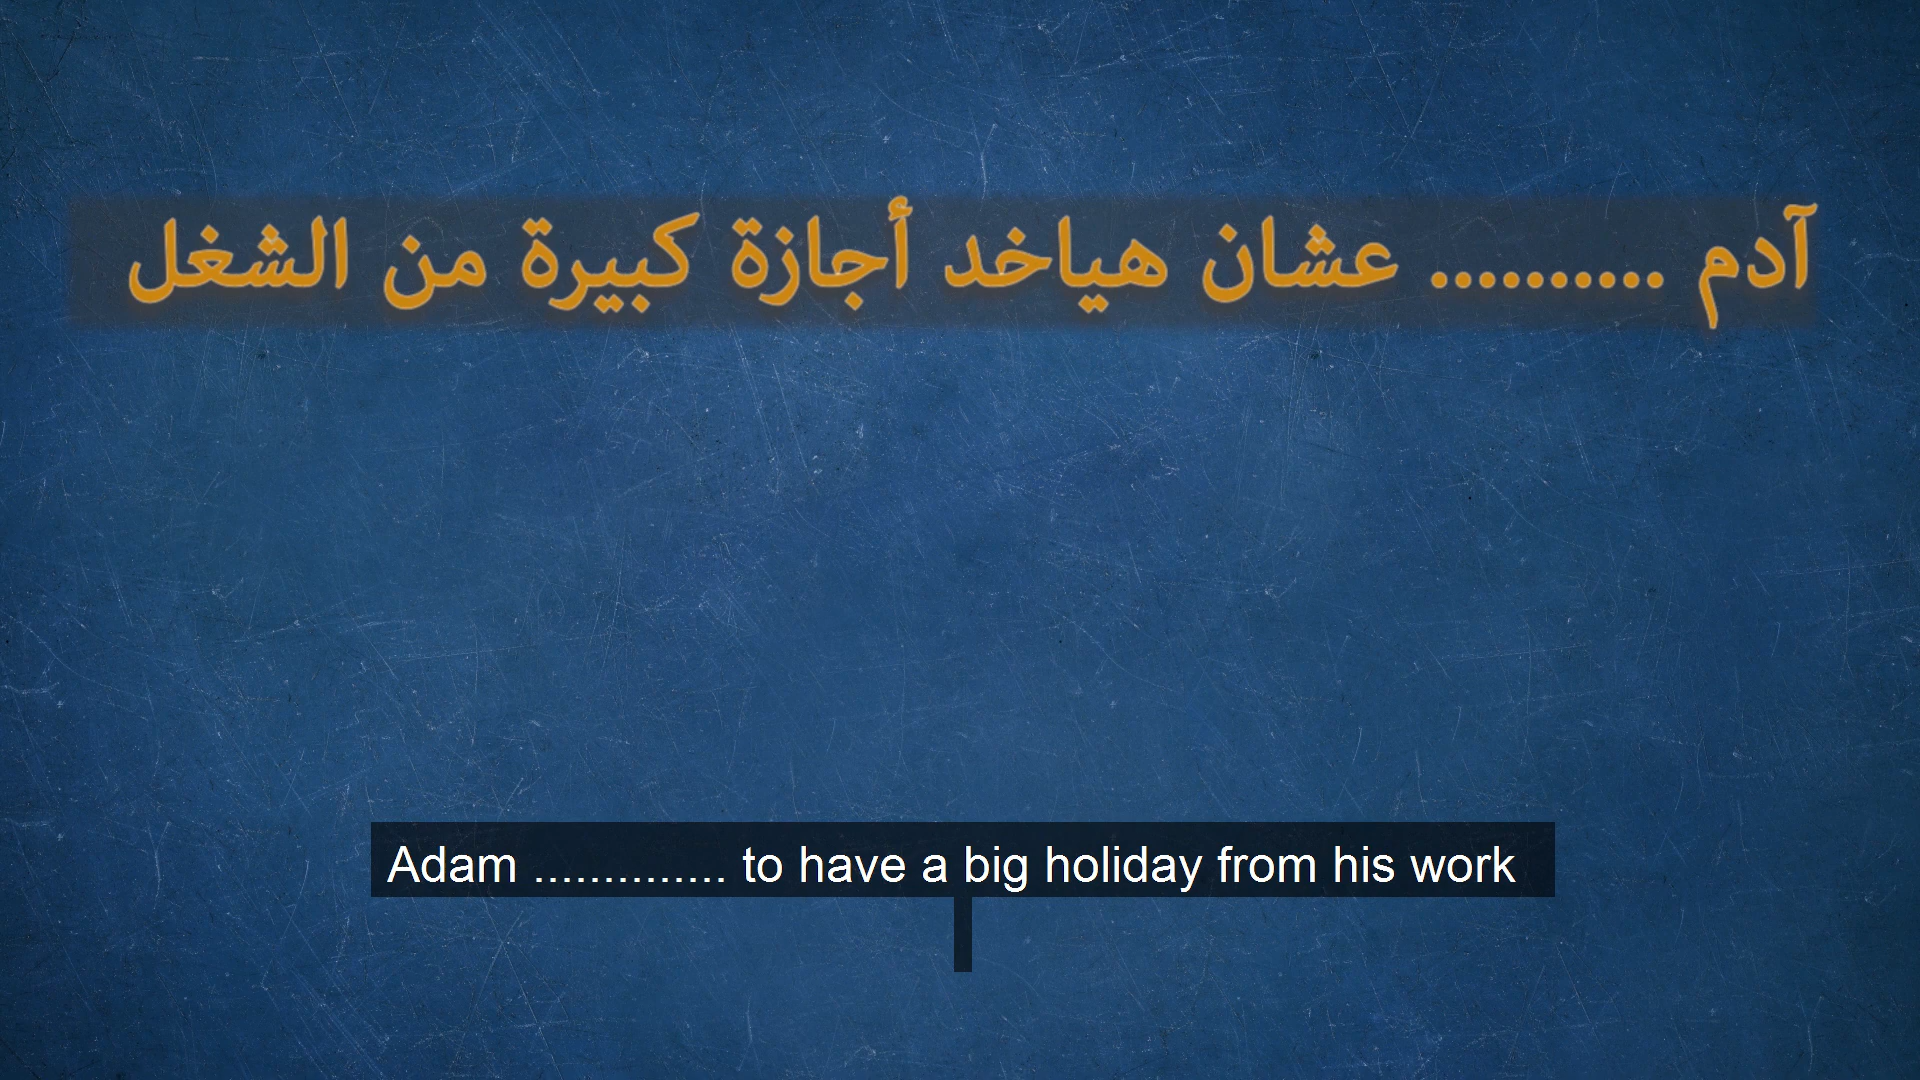 آدم .......... عشان هياخد أجازة كبيرة من الشغل
Adam .............. to have a big holiday from his work